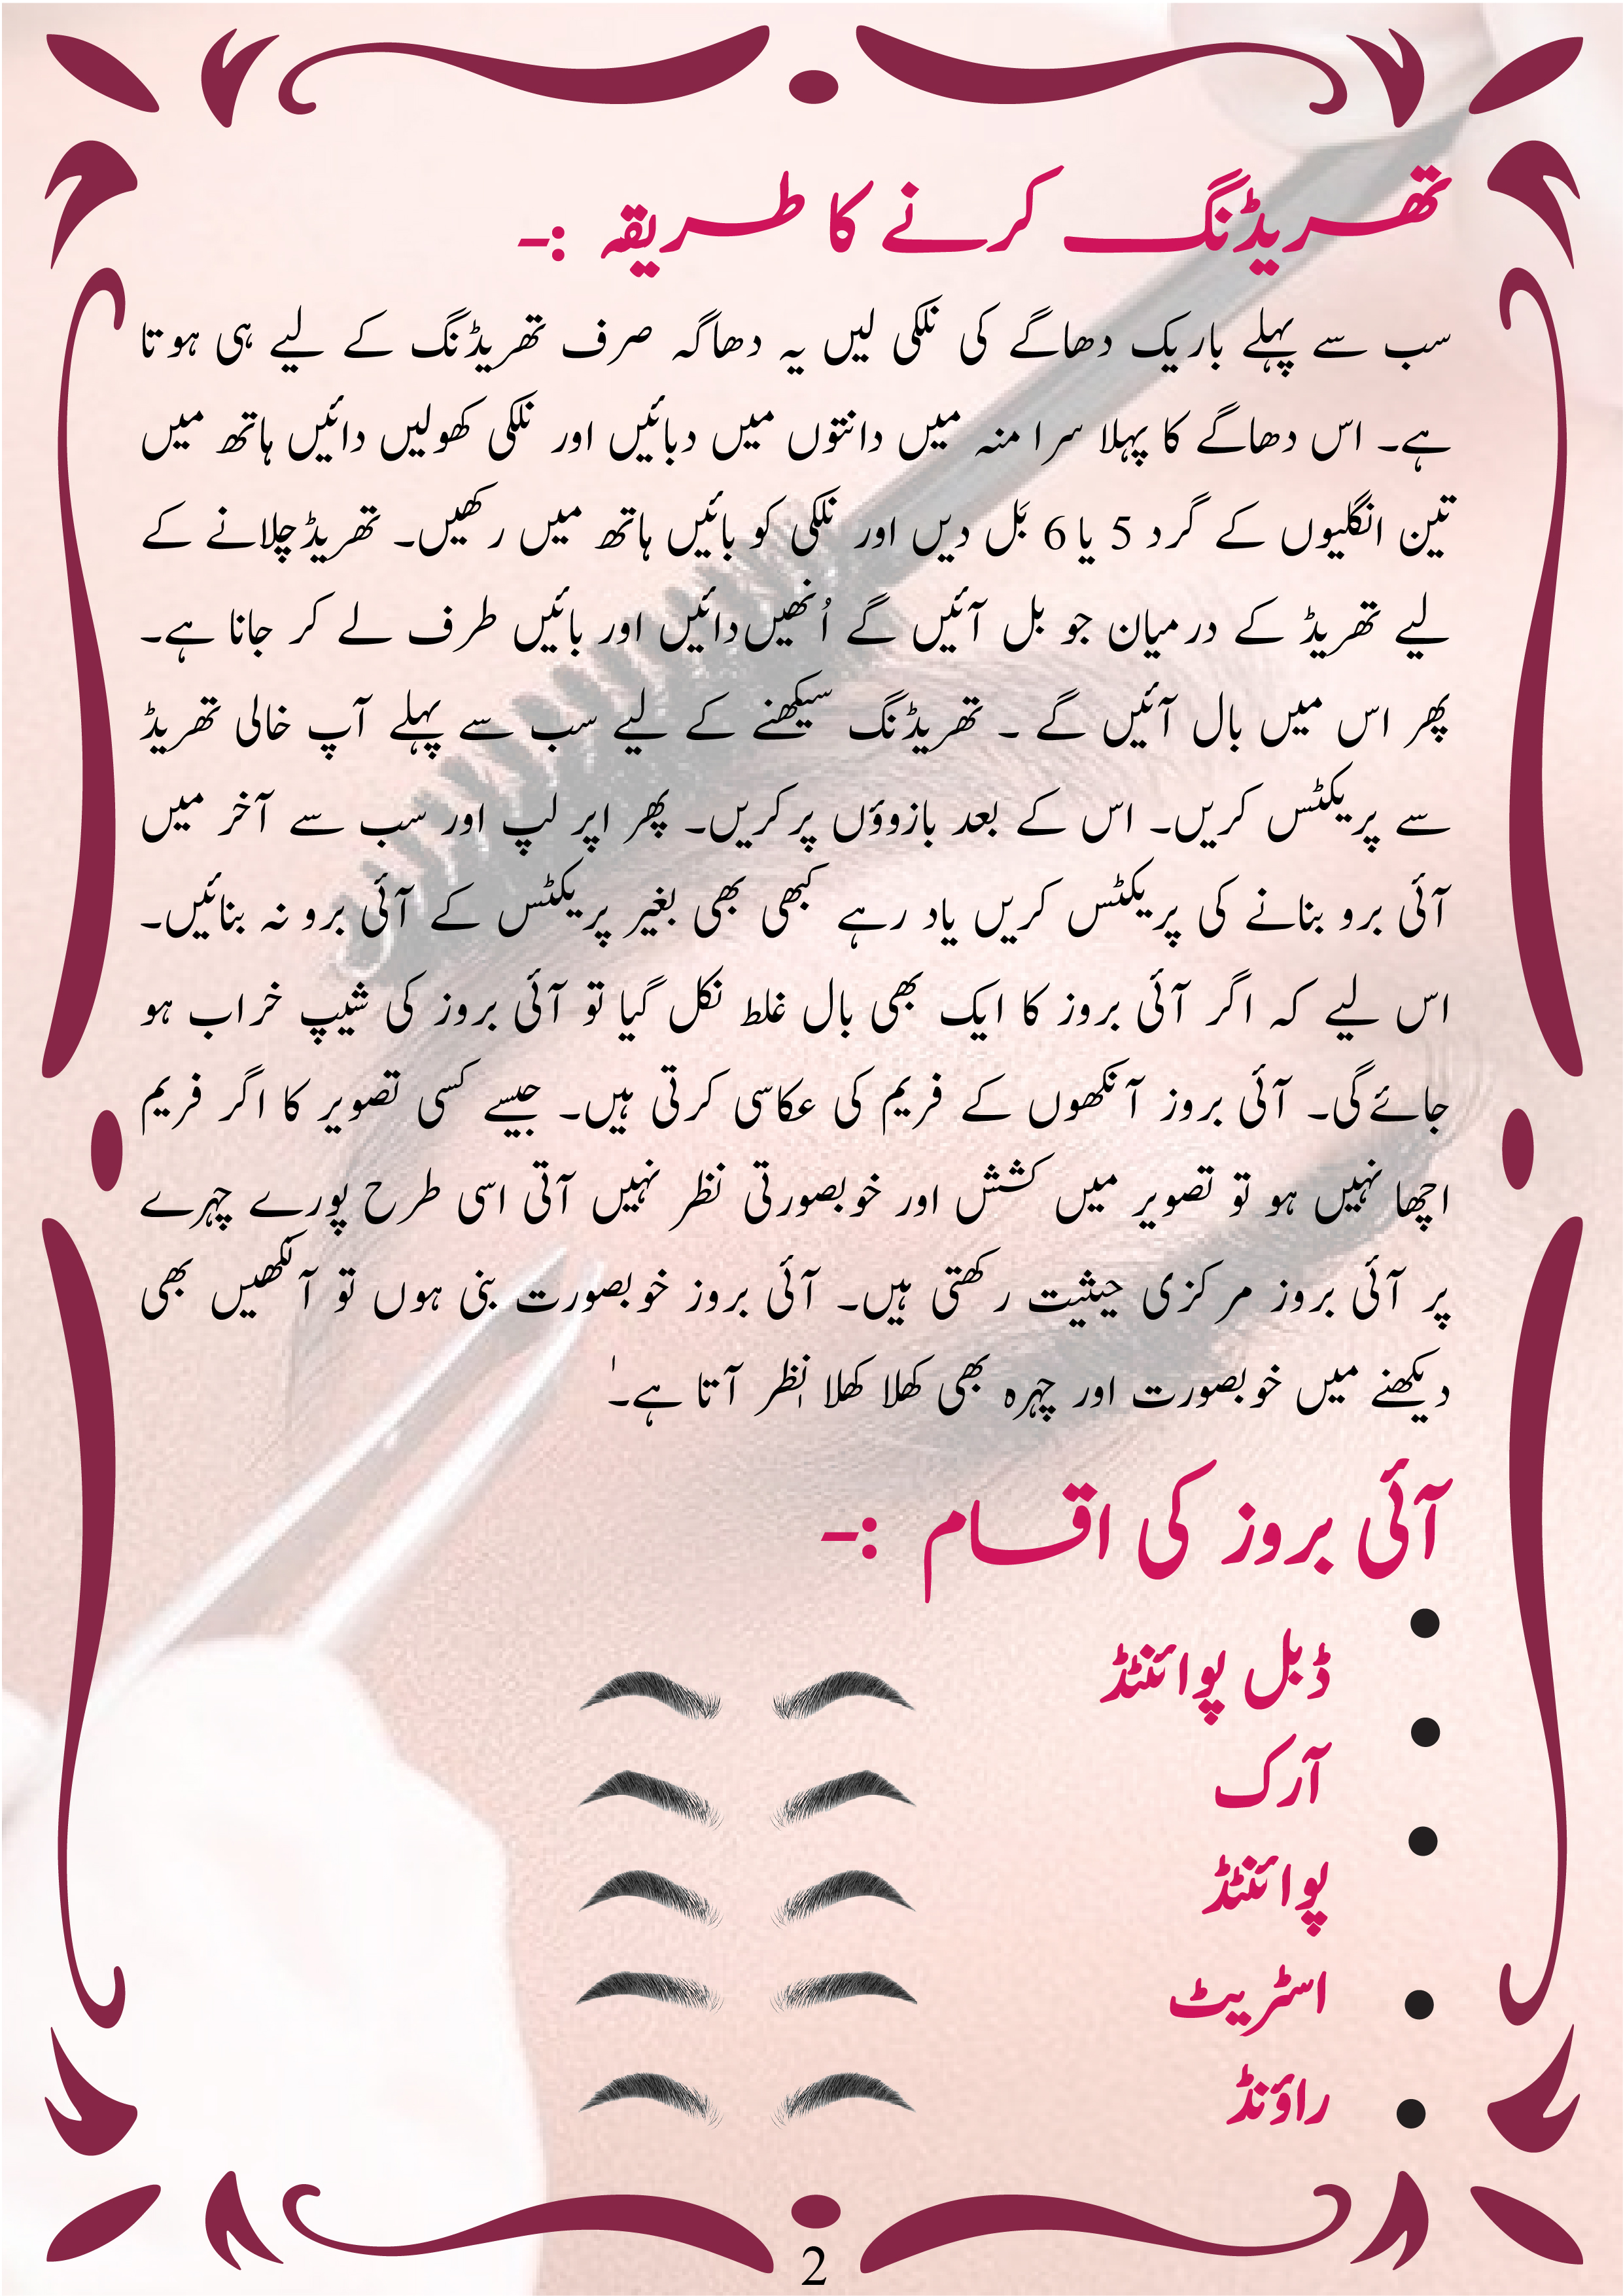 تھریڈنگ کرنے کا طریقہ :-
سب سے پہلے باریک دھاگے کی نلکی لیں یہ دھاگہ صرف تھریڈنگ کے لیے ہی ہوتا
ہے۔ اس دھاگے کا پہلا سرا منہ میں دانتوں میں دبائیں اور نلکی کھولیں دائیں ہاتھ میں
تین انگلیوں کے گرد 5 یا 6 بَل دیں اور نلکی کو بائیں ہاتھ میں رکھیں۔ تھریڈ چلانے کے
لیے تھریڈ کے درمیان جو بل آئیں گے اُنھیں دائیں اور بائیں طرف لے کر جانا ہے۔
پھر اس میں بال آئیں گے ۔ تھریڈنگ سیکھنے کے لیے سب سے پہلے آپ خالی تھریڈ
سے پریکٹس کریں۔ اس کے بعد بازوؤں پر کریں۔ پھر اپر لپ اور سب سے آخر میں
آئی برو بنانے کی پریکٹس کریں یاد رہے کبھی بھی بغیر پریکٹس کے آئی برو نہ بنائیں۔
اس لیے کہ اگر آئی بروز کا ایک بھی بال غلط نکل گیا تو آئی بروز کی شیپ خراب ہو
جائےگی۔ آئی بروز آنکھوں کے فریم کی عکاسی کرتی ہیں۔ جیسے کسی تصویر کا اگر فریم
اچھا نہیں ہو تو تصویر میں کشش اور خوبصورتی نظر نہیں آتی اسی طرح پورے چہرے
پر آئی بروز مرکزی حیثیت رکھتی ہیں۔ آئی بروز خوبصورت بنی ہوں تو آنکھیں بھی
دیکھنے میں خوبصورت اور چہرہ بھی کھلا کھلا نظر آتا ہے۔
آئی بروز کی اقسام :-
• ڈبل پوائنٹڈ
• آرک
• پوائنٹڈ
• اسٹریٹ
• راؤنڈ
2